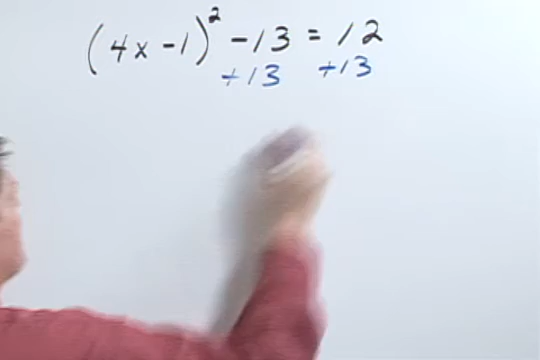 (4x-1)² -13 = 12
+13 +13